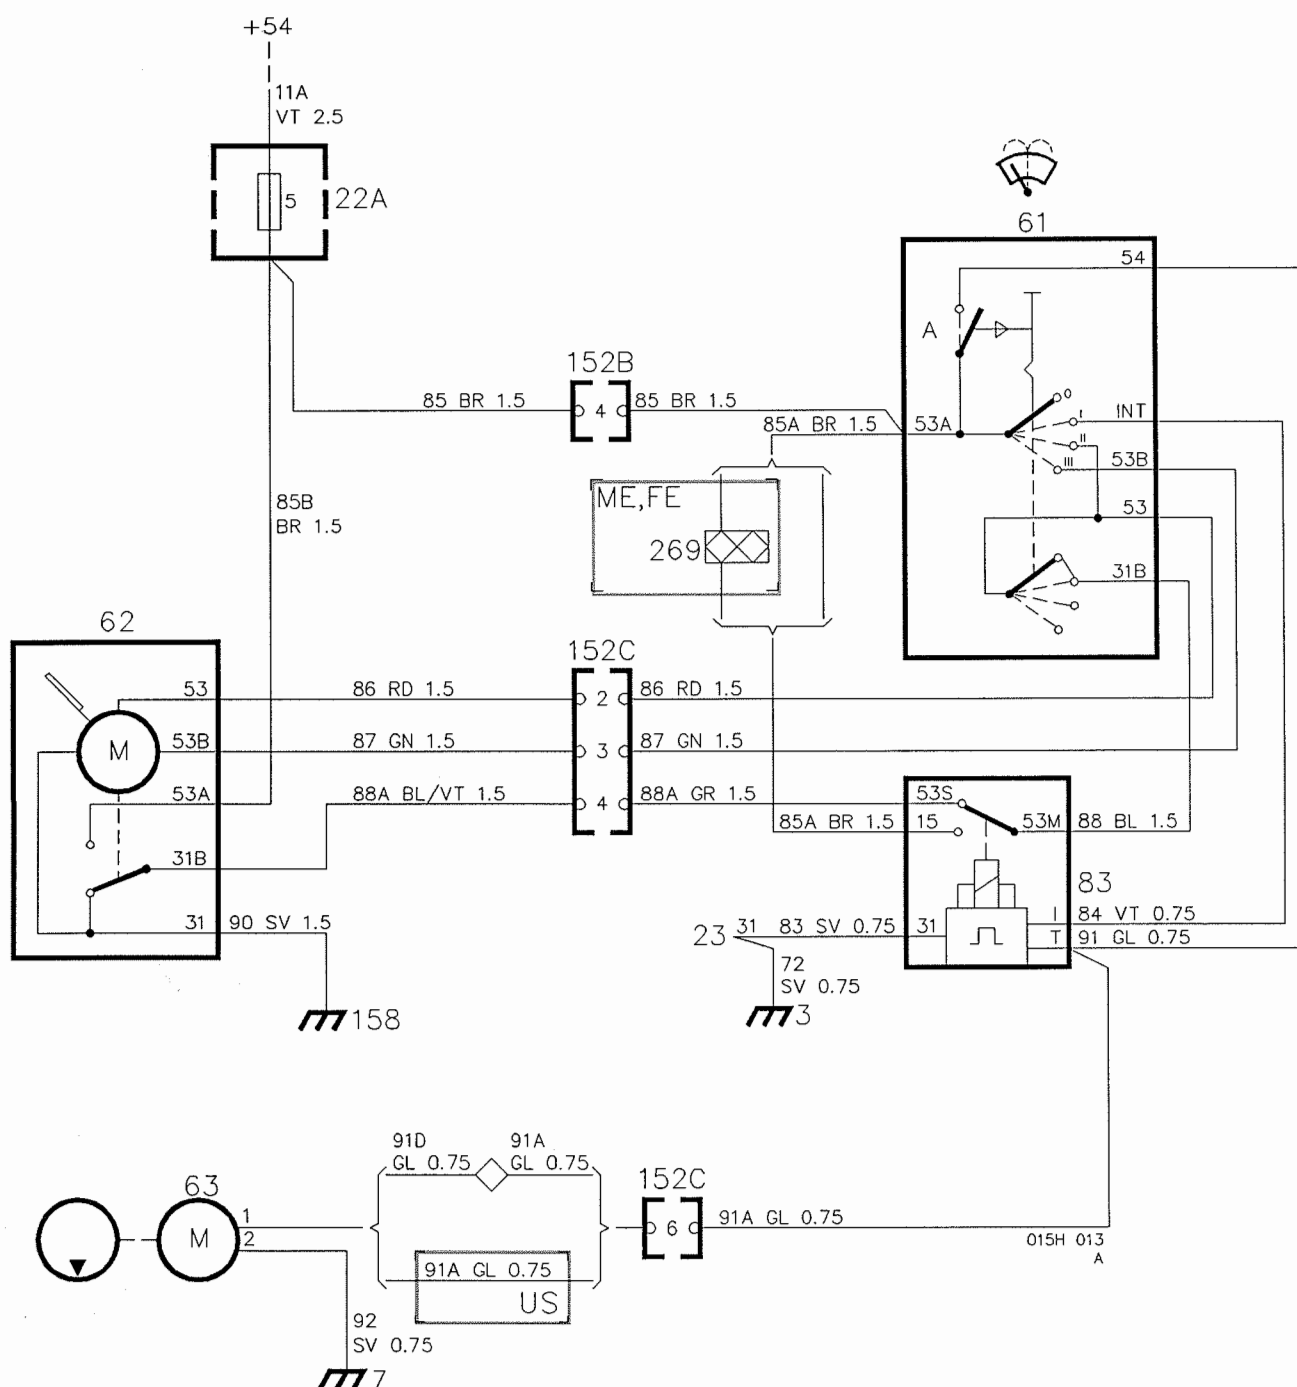 +54
11A
VT 2.5
5
22A
61
54
A
152B
85 BR 1.5
4
85 BR 1.5
85A BR 1.5
53A
0
I
INT
II
III
53B
ME,FE
85B
BR 1.5
53
269
31B
62
152C
53
86 RD 1.5
2
86 RD 1.5
M
53B
87 GN 1.5
3
87 GN 1.5
53A
88A BL/VT 1.5
4
88A GR 1.5
53S
85A BR 1.5
15
53M
88 BL 1.5
31B
83
31
90 SV 1.5
23
31
83 SV 0.75
31
I
84 VT 0.75
T
91 GL 0.75
72
SV 0.75
158
3
91D
GL 0.75
91A
GL 0.75
152C
63
1
M
2
6
91A GL 0.75
015H 013
A
91A GL 0.75
US
92
SV 0.75
7